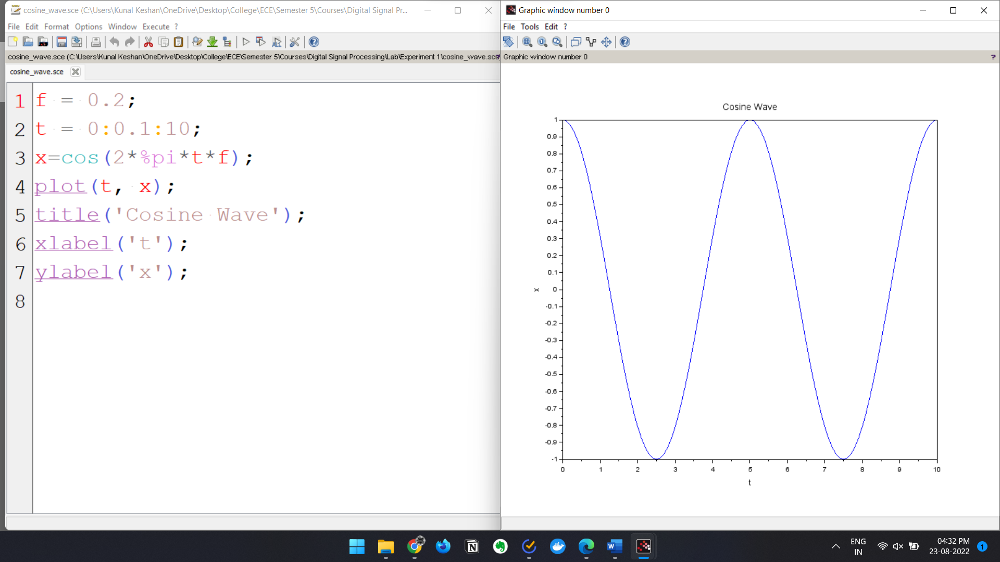 cosine_wave.sce (C:\Users\Kunal Keshan\OneDrive\Desktop\College\ECE\Semester 5\Courses\Digital Signal Pr...
File Edit Format Options Window Execute ?
cosine_wave.sce (C:\Users\Kunal Keshan\OneDrive\Desktop\College\ECE\Semester 5\Courses\Digital Signal Processing\Lab\Experiment 1\cosine_wave.sce)
cosine_wave.sce
1 f = 0.2;
2 t = 0:0.1:10;
3 x=cos(2*%pi*t*f);
4 plot(t, x);
5 title('Cosine Wave');
6 xlabel('t');
7 ylabel('x');
8
Graphic window number 0
File Tools Edit ?
Graphic window number 0 ?
Cosine Wave
1
0.9
0.8
0.7
0.6
0.5
0.4
0.3
0.2
0.1
x 0
-0.1
-0.2
-0.3
-0.4
-0.5
-0.6
-0.7
-0.8
-0.9
-1
0 1 2 3 4 5 6 7 8 9 10
t
ENG
IN
04:32 PM
23-08-2022
1